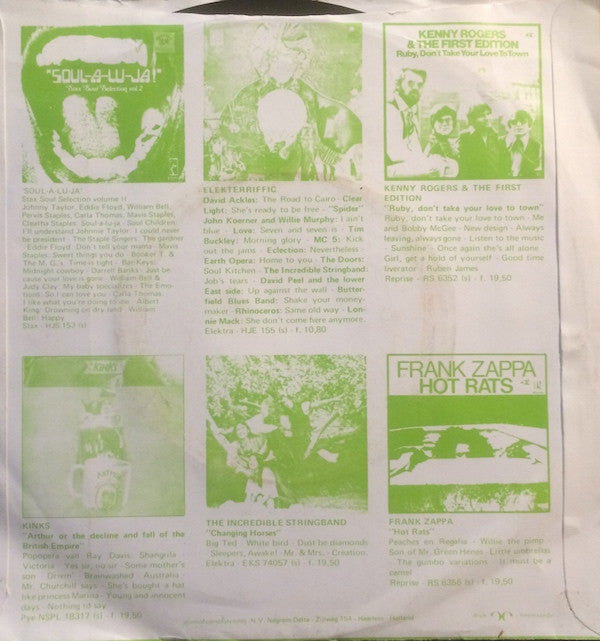 "SOUL-A-LU-JA!"
Stax Soul Selection vol. 2
KENNY ROGERS
& THE FIRST EDITION
Ruby, Don't Take Your Love To Town
'SOUL-A-LU-JA'
Stax Soul Selection volume II
Johnny Taylor, Eddie Floyd, William Bell,
Pervis Staples, Carla Thomas, Mavis Staples,
Cleatha Staples: Soul-a-lu-ja - Soul Children:
I'll understand Johnny Taylor: I could never
be president - The Staple Singers: The gardner
- Eddie Floyd: Don't tell your mama - Mavis
Staples: Sweet things you do - Booker T. &
The M. G.'s: Time is tight - Bar-Keys:
Midnight cowboy - Darrell Banks: Just be
cause your love is gone - William Bell &
Judy Clay: My baby specializes - The Emo-
tions: So I can love you - Carla Thomas:
I like what you're doing to me - Albert
King: Drowning on dry land - William
Bell: Happy
Stax - HJS 153 (s)
ELEKTERRIFFIC
David Ackles: The Road to Cairo - Clear
Light: She's ready to be free - "Spider"
John Koerner and Willie Murphy: I ain't
blue - Love: Seven and seven is - Tim
Buckley: Morning glory - MC 5: Kick
out the jams - Eclection: Nevertheless -
Earth Opera: Home to you - The Doors:
Soul Kitchen - The Incredible Stringband:
Job's tears - David Peel and the lower
East side: Up against the wall - Butter-
field Blues Band: Shake your money-
maker - Rhinoceros: Same old way - Lon-
nie Mack: She don't come here anymore.
Elektra - HJE 155 (s) - f. 10,80
KENNY ROGERS & THE FIRST
EDITION
"Ruby, don't take your love to town"
Ruby, don't take your love to town - Me
and Bobby McGee - New design - Always
leaving, always gone - Listen to the music
- Sunshine - Once again she's all alone -
Girl, get a hold of yourself - Good time
liverator - Ruben James
Reprise - RS 6352 (s) - f. 19,50
KINKS
ARTHUR
FRANK ZAPPA
HOT RATS
KINKS
"Arthur or the decline and fall of the
British Empire"
Popopera van Ray Davis: Shangrila -
Victoria - Yes sir, no sir - Some mother's
son - Drivin' - Brainwashed - Australia -
Mr. Churchill says - She's bought a hat
like princess Marina - Young and innocent
days - Nothing to say
Pye NSPL 18317 (s) - f. 19,50
THE INCREDIBLE STRINGBAND
"Changing Horses"
Big Ted - White bird - Dust be diamonds
- Sleepers, Awake! - Mr. & Mrs. - Creation.
Elektra - EKS 74057 (s) - f. 19,50
FRANK ZAPPA
"Hot Rats"
Peaches en Regalia - Willie the pimp -
Son of Mr. Green Henes - Little umbrellas
- The gumbo variations - It must be a
camel
Reprise - RS 6356 (s) - f. 19,50
N.V. Negram-Delta - Zijlweg 154 - Haarlem - Holland